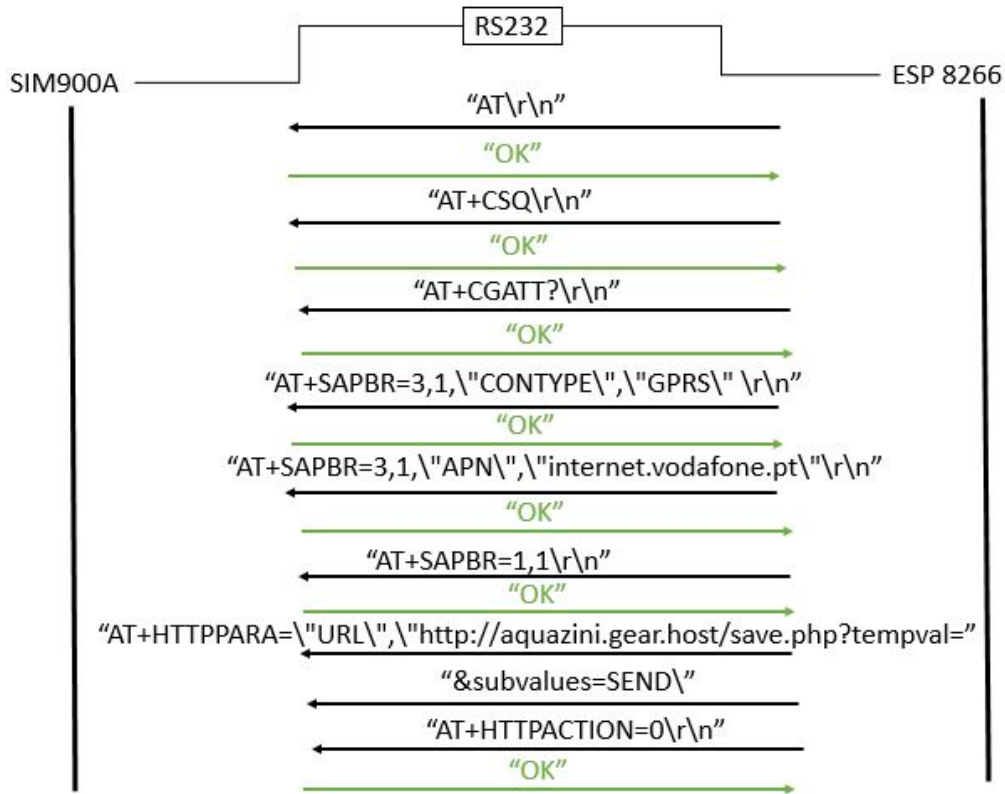 RS232
SIM900A
ESP 8266
“AT\r\n”
“OK”
“AT+CSQ\r\n”
“OK”
“AT+CGATT?\r\n”
“OK”
“AT+SAPBR=3,1,\"CONTYPE\",\"GPRS\" \r\n”
“OK”
“AT+SAPBR=3,1,\"APN\",\"internet.vodafone.pt\"\r\n”
“OK”
“AT+SAPBR=1,1\r\n”
“OK”
“AT+HTTPPARA=\"URL\",\"http://aquazini.gear.host/save.php?tempval=”
“&subvalues=SEND\”
“AT+HTTPACTION=0\r\n”
“OK”